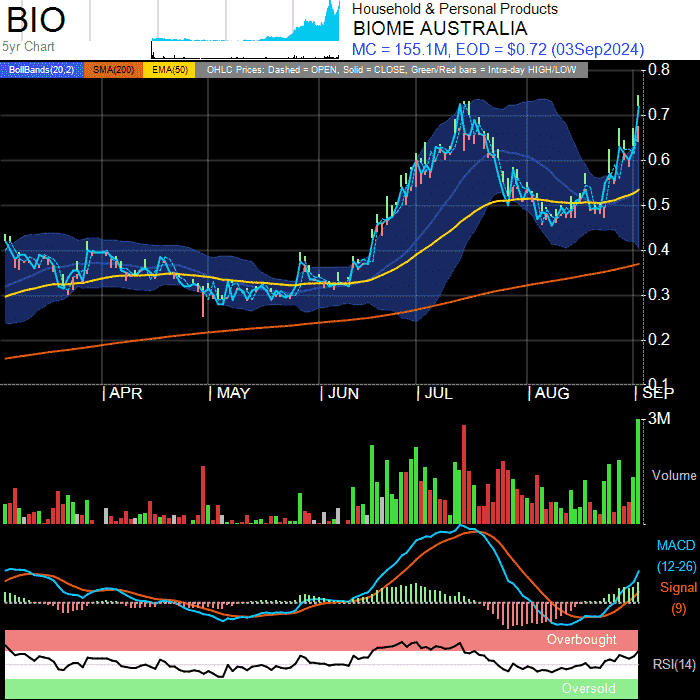 BIO
5yr Chart
Household & Personal Products
BIOME AUSTRALIA
MC = 155.1M, EOD = $0.72 (03Sep2024)
BollBands(20,2) SMA(200) EMA(50) OHLC Prices: Dashed = OPEN, Solid = CLOSE, Green/Red bars = Intra-day HIGH/LOW
0.8
0.7
0.6
0.5
0.4
0.3
0.2
0.1
APR MAY JUN JUL AUG SEP
3M
Volume
MACD
(12-26)
Signal
(9)
Overbought
RSI(14)
Oversold